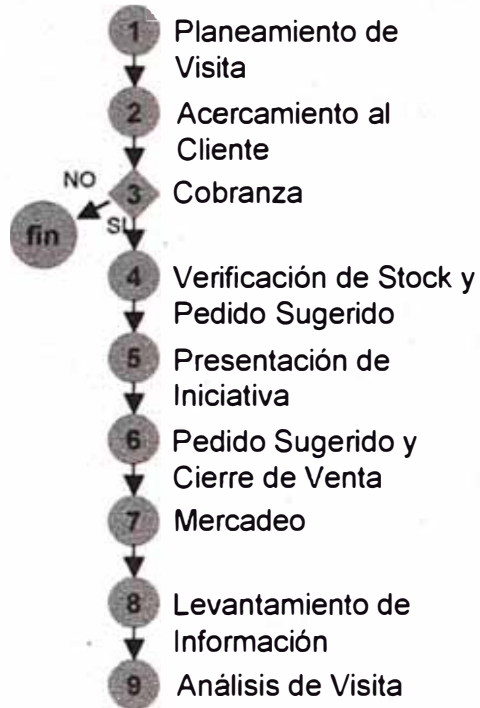 1 Planeamiento de
Visita
2 Acercamiento al
Cliente
NO
3 Cobranza
SI
fin
4 Verificación de Stock y
Pedido Sugerido
5 Presentación de
Iniciativa
6 Pedido Sugerido y
Cierre de Venta
7 Mercadeo
8 Levantamiento de
Información
9 Análisis de Visita